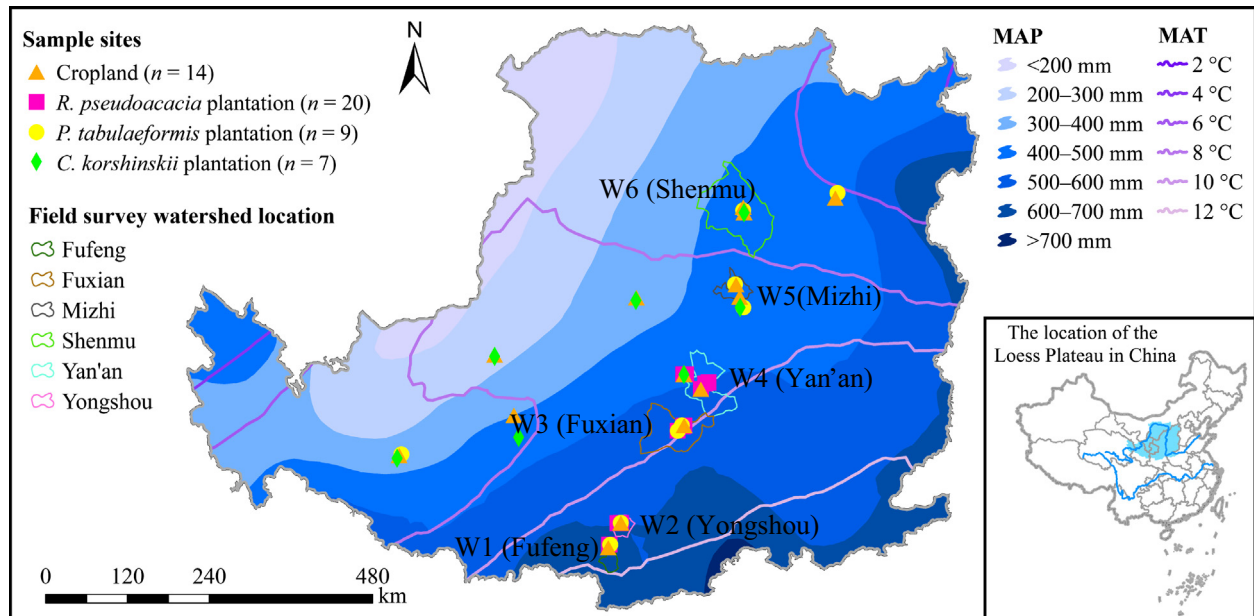 Sample sites
Cropland (n = 14)
R. pseudoacacia plantation (n = 20)
P. tabulaeformis plantation (n = 9)
C. korshinskii plantation (n = 7)
Field survey watershed location
Fufeng
Fuxian
Mizhi
Shenmu
Yan'an
Yongshou
N
W6 (Shenmu)
W5(Mizhi)
W4 (Yan’an)
W3 (Fuxian)
W2 (Yongshou)
W1 (Fufeng)
0 120 240 480
km
MAP
<200 mm
200–300 mm
300–400 mm
400–500 mm
500–600 mm
600–700 mm
>700 mm
MAT
2 °C
4 °C
6 °C
8 °C
10 °C
12 °C
The location of the
Loess Plateau in China